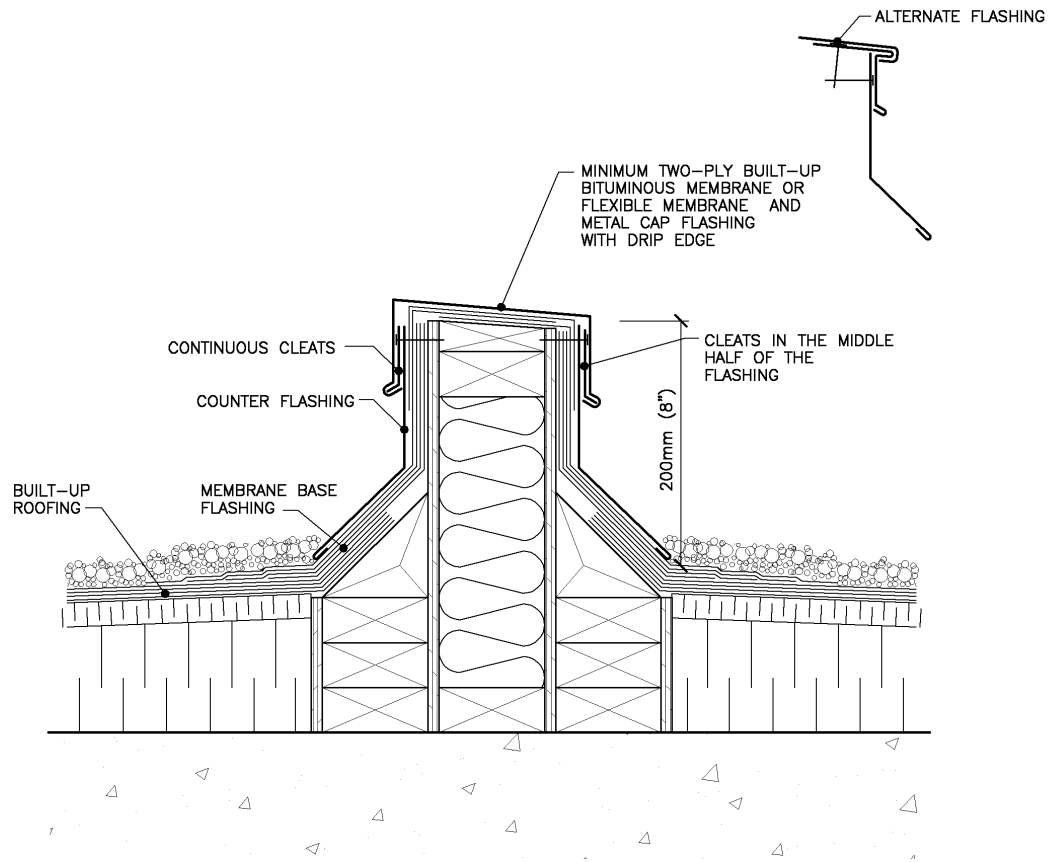 ALTERNATE FLASHING
MINIMUM TWO-PLY BUILT-UP
BITUMINOUS MEMBRANE OR
FLEXIBLE MEMBRANE AND
METAL CAP FLASHING
WITH DRIP EDGE
CONTINUOUS CLEATS
CLEATS IN THE MIDDLE
HALF OF THE
FLASHING
COUNTER FLASHING
200mm (8")
BUILT-UP
ROOFING
MEMBRANE BASE
FLASHING